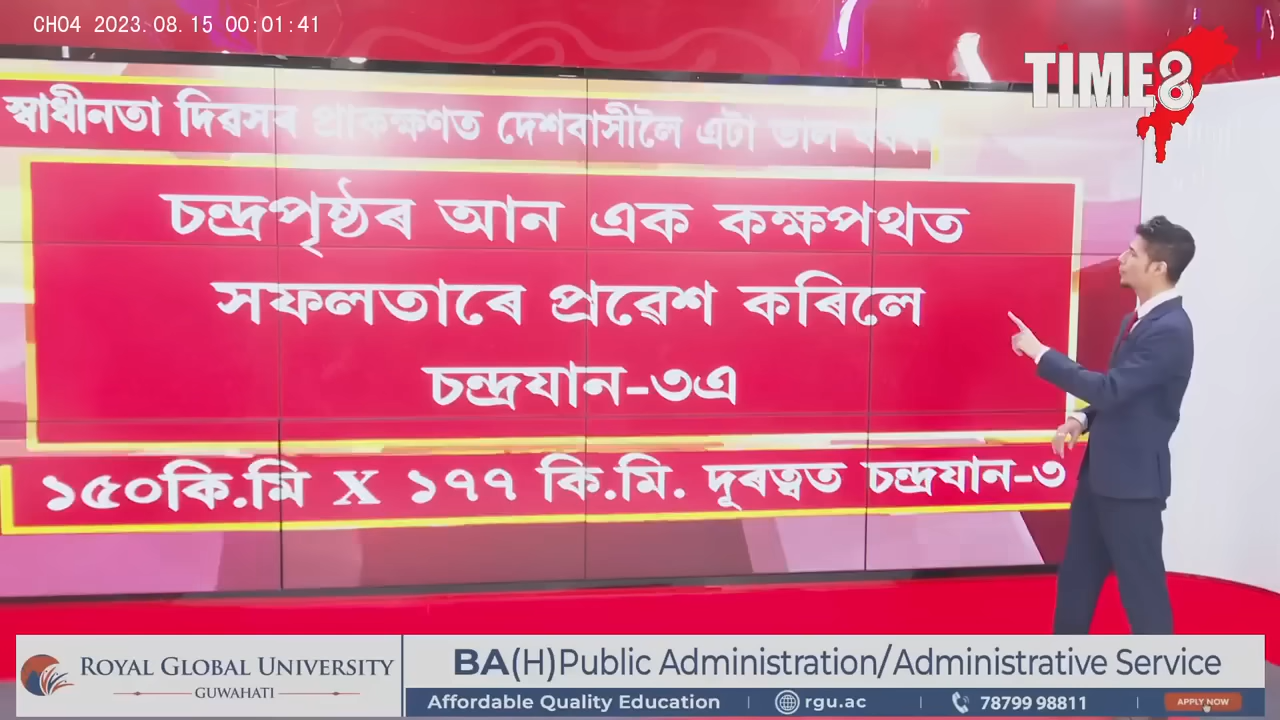 CH04 2023.08.15 00:01:41
TIME8
স্বাধীনতা দিৱসৰ প্ৰাকক্ষণত দেশবাসীলৈ এটা ভাল খবৰ
চন্দ্ৰপৃষ্ঠৰ আন এক কক্ষপথত
সফলতাৰে প্ৰৱেশ কৰিলে
চন্দ্ৰযান-৩এ
১৫০কি.মি X ১৭৭ কি.মি. দূৰত্বত চন্দ্ৰযান-৩
ROYAL GLOBAL UNIVERSITY
GUWAHATI
BA(H)Public Administration/Administrative Service
Affordable Quality Education
rgu.ac
78799 98811
APPLY NOW